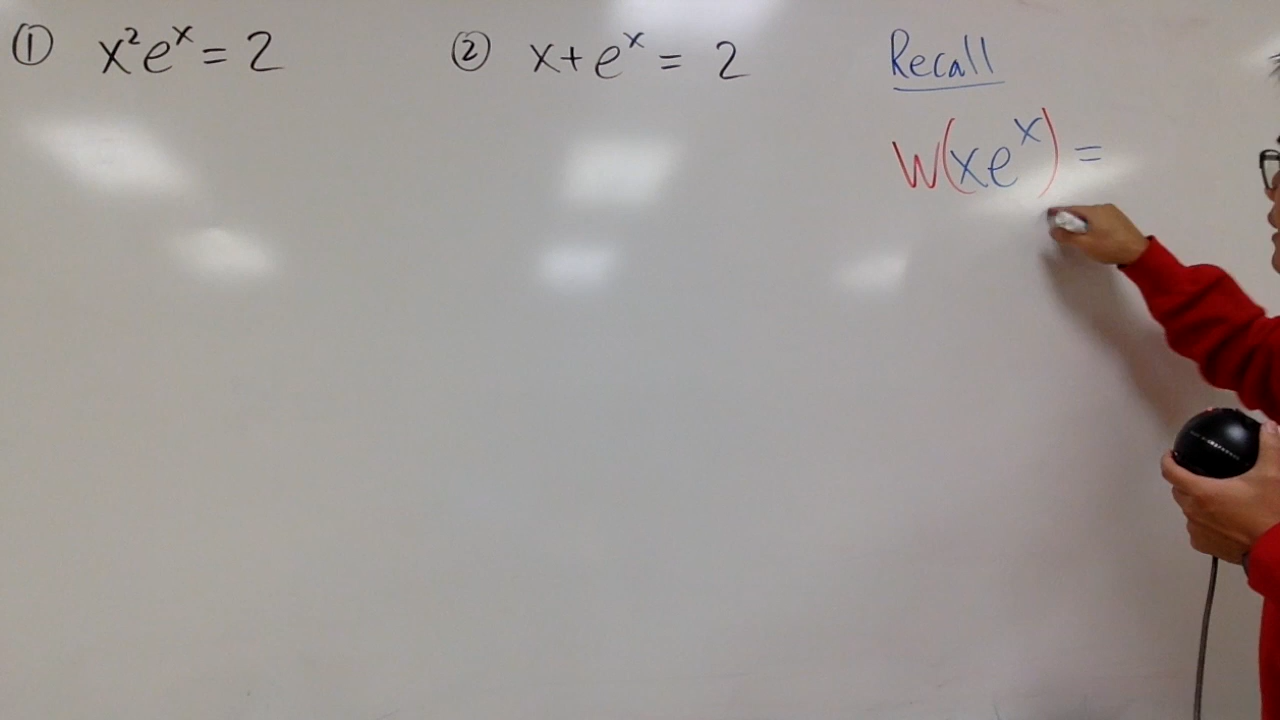 ① x²eˣ = 2
② x + eˣ = 2
Recall
W(xeˣ) =